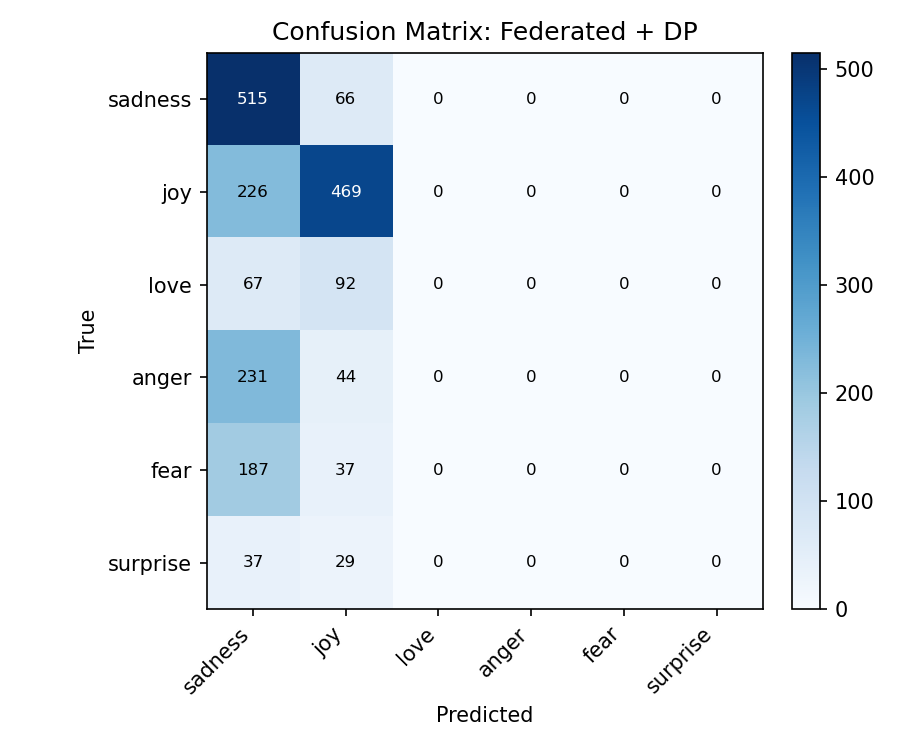 Confusion Matrix: Federated + DP
True
sadness 515 66 0 0 0 0
joy 226 469 0 0 0 0
love 67 92 0 0 0 0
anger 231 44 0 0 0 0
fear 187 37 0 0 0 0
surprise 37 29 0 0 0 0
sadness joy love anger fear surprise
Predicted
500
400
300
200
100
0